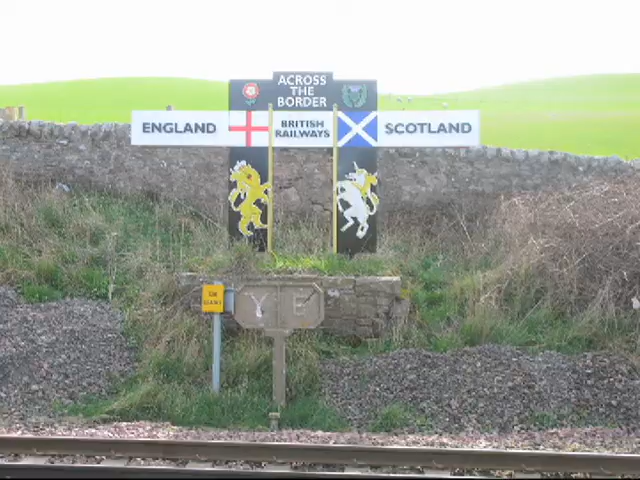 ACROSS
THE
BORDER
ENGLAND
BRITISH
RAILWAYS
SCOTLAND
Y E